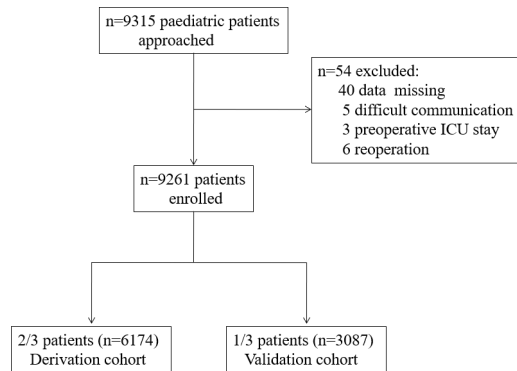 n=9315 paediatric patients
approached
n=54 excluded:
40 data missing
5 difficult communication
3 preoperative ICU stay
6 reoperation
n=9261 patients
enrolled
2/3 patients (n=6174)
Derivation cohort
1/3 patients (n=3087)
Validation cohort